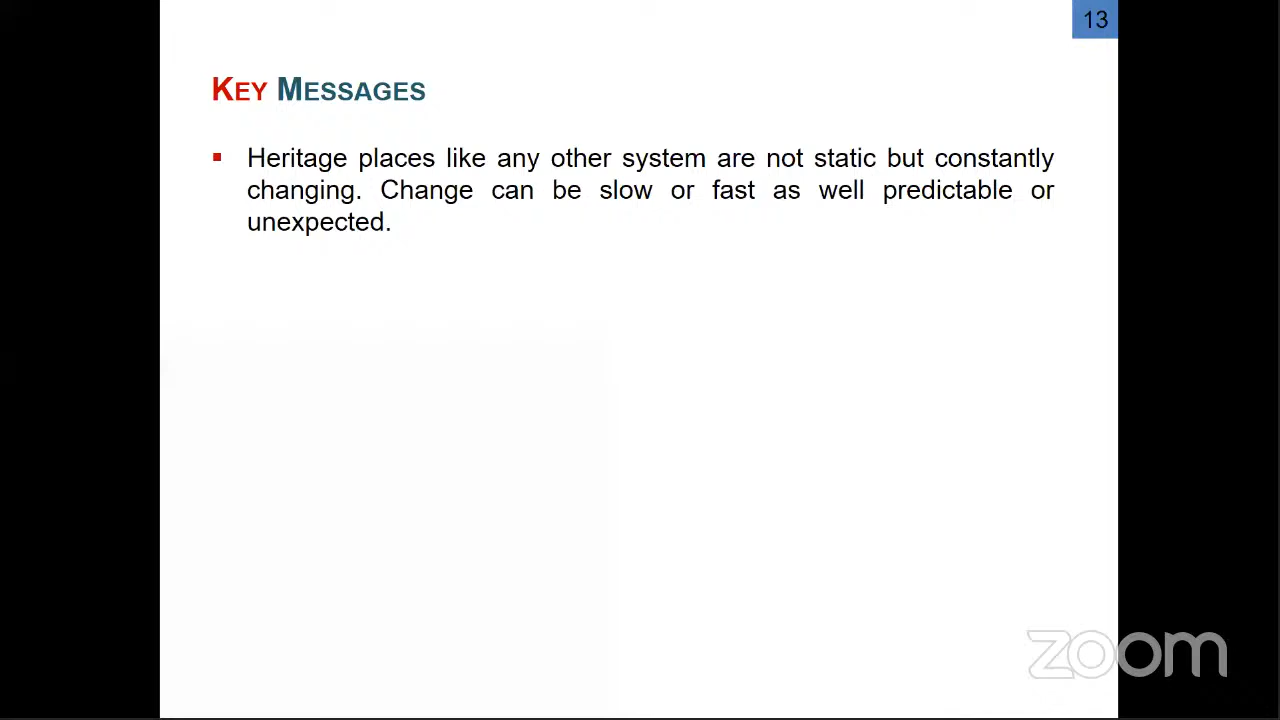 13
KEY MESSAGES
▪ Heritage places like any other system are not static but constantly
changing. Change can be slow or fast as well predictable or
unexpected.
zoom